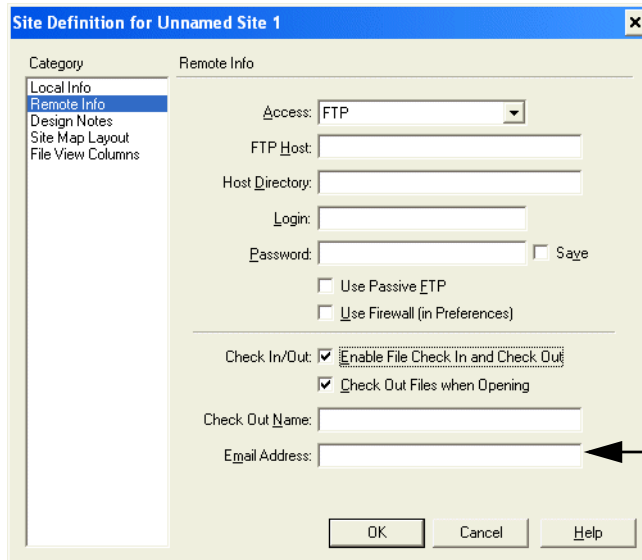 Site Definition for Unnamed Site 1
Category
Remote Info
Local Info
Remote Info
Design Notes
Site Map Layout
File View Columns
Access: FTP
FTP Host:
Host Directory:
Login:
Password: Save
Use Passive FTP
Use Firewall (in Preferences)
Check In/Out: Enable File Check In and Check Out
Check Out Files when Opening
Check Out Name:
Email Address:
OK Cancel Help